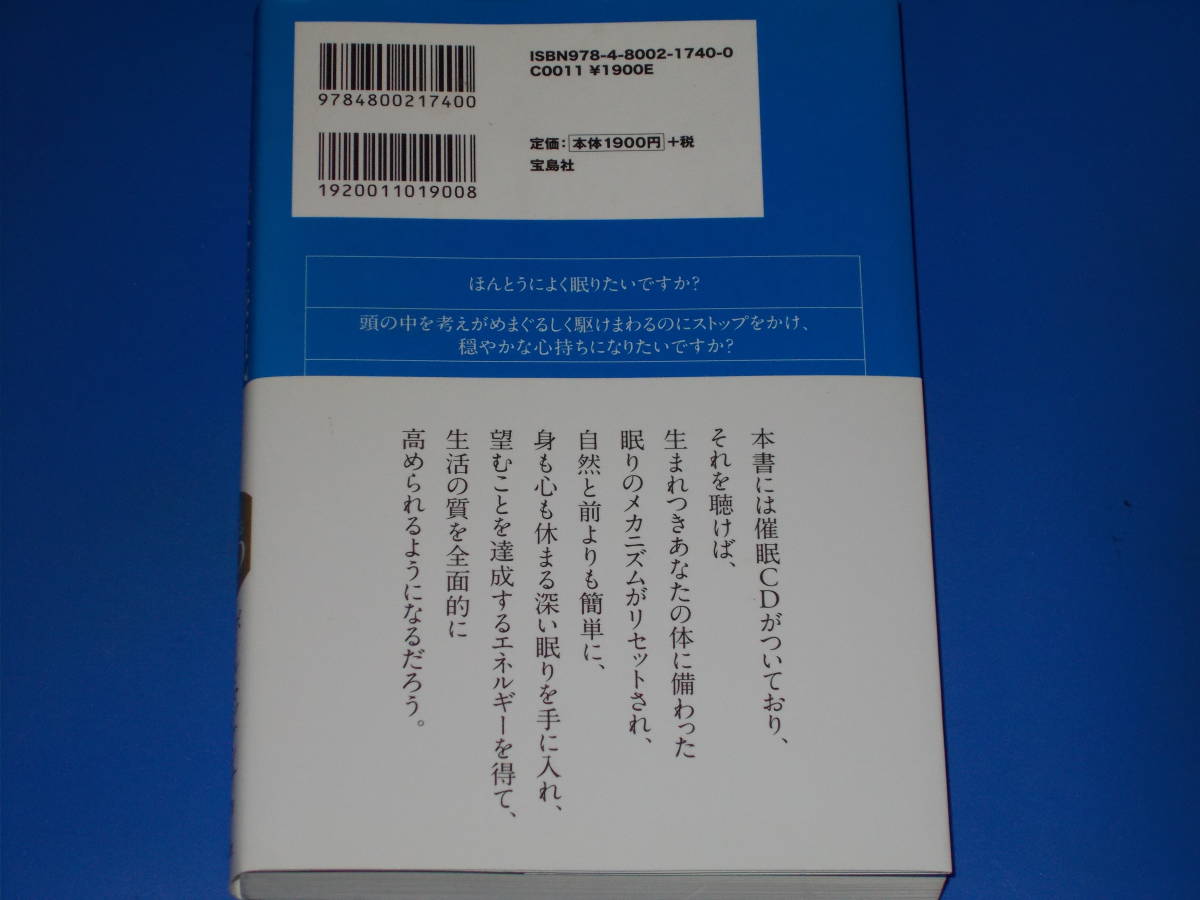 ISBN978-4-8002-1740-0
C0011 ¥1900E
9784800217400
定価：本体1900円+税
宝島社
1920011019008
ほんとうによく眠りたいですか?
頭の中を考えがめまぐるしく駆けまわるのにストップをかけ、
穏やかな心持ちになりたいですか?
本書には催眠CDがついており、
それを聴けば、
生まれつきあなたの体に備わった
眠りのメカニズムがリセットされ、
自然と前よりも簡単に、
身も心も休まる深い眠りを手に入れ、
望むことを達成するエネルギーを得て、
生活の質を全面的に
高められるようになるだろう。